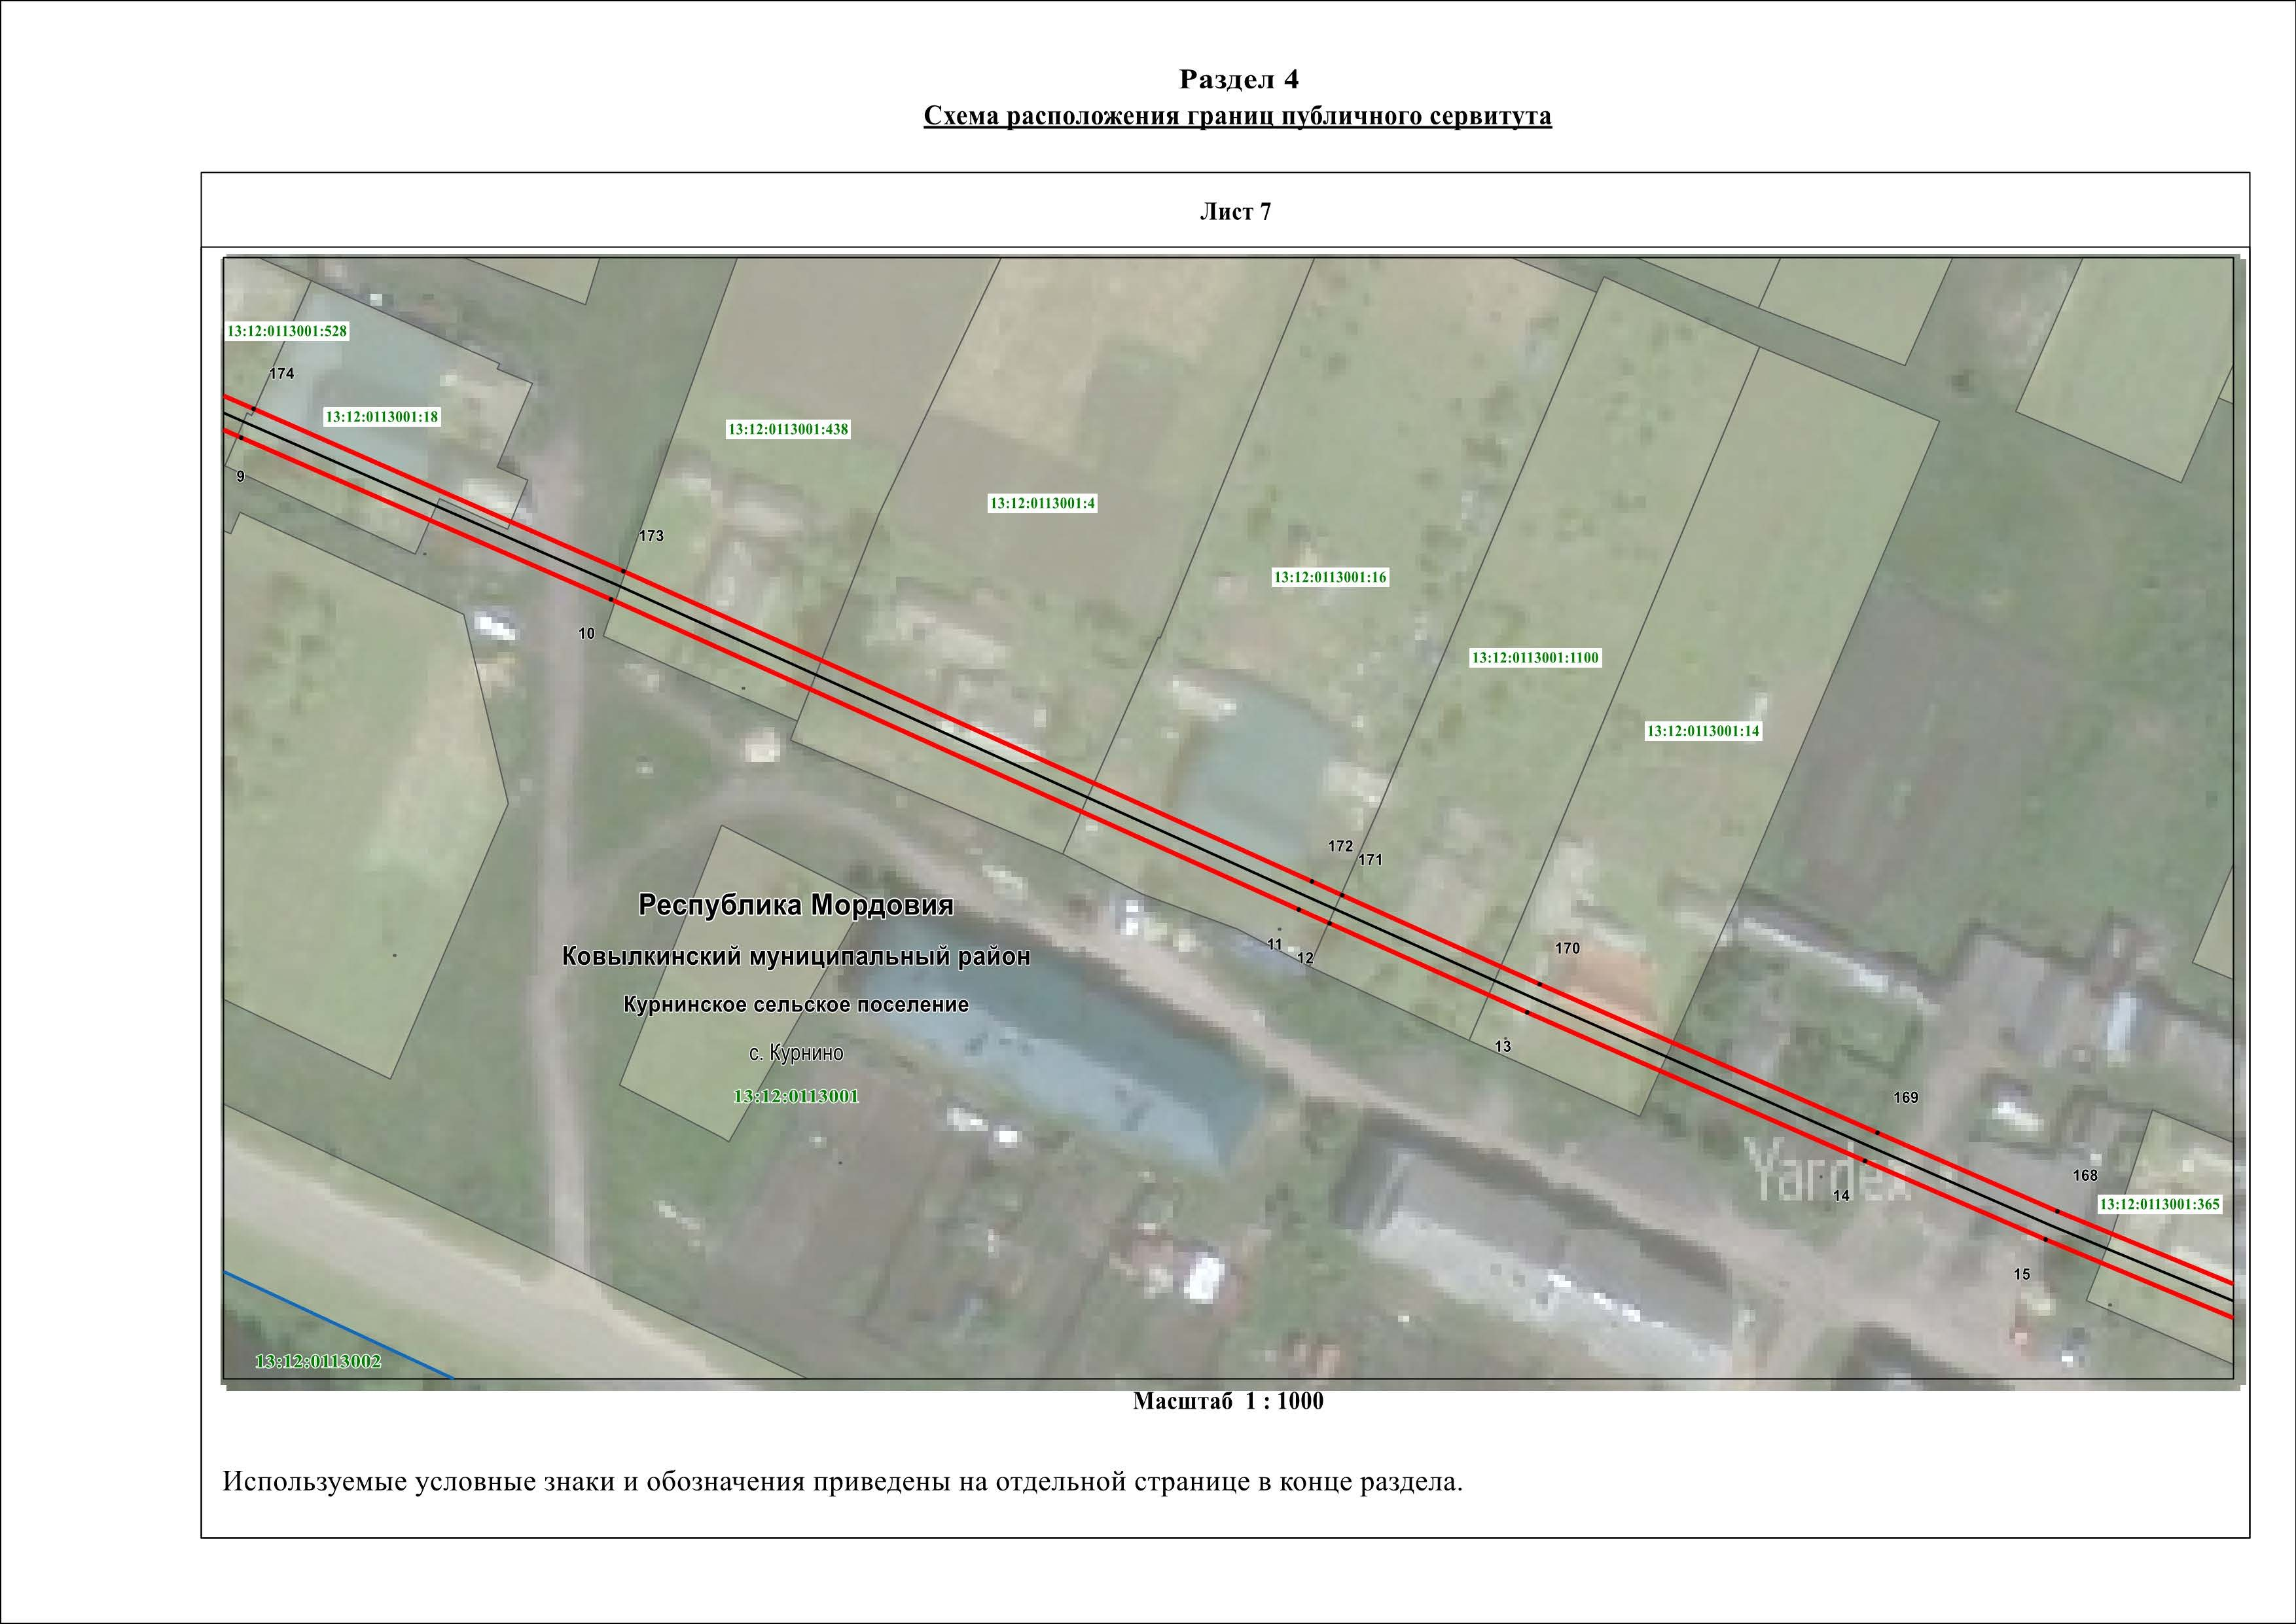 Раздел 4
Схема расположения границ публичного сервитута
Лист 7
13:12:0113001:528
174
13:12:0113001:18
9
13:12:0113001:438
173
10
13:12:0113001:4
13:12:0113001:16
13:12:0113001:1100
13:12:0113001:14
172
171
11
12
170
13
Республика Мордовия
Ковылкинский муниципальный район
Курнинское сельское поселение
с. Курнино
13:12:0113001
169
14
Yandex
168
13:12:0113001:365
15
13:12:0113002
Масштаб 1 : 1000
Используемые условные знаки и обозначения приведены на отдельной странице в конце раздела.